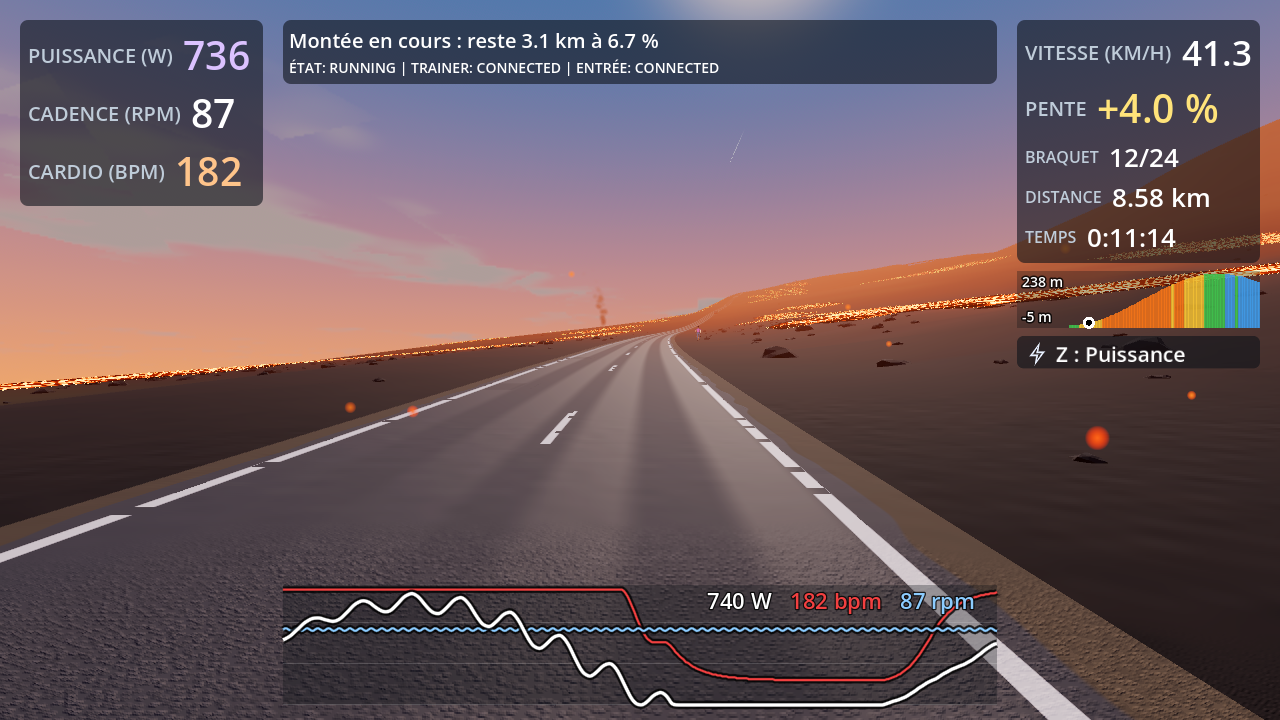 PUISSANCE (W) 736
CADENCE (RPM) 87
CARDIO (BPM) 182
Montée en cours : reste 3.1 km à 6.7 %
ÉTAT: RUNNING | TRAINER: CONNECTED | ENTRÉE: CONNECTED
VITESSE (KM/H) 41.3
PENTE +4.0 %
BRAQUET 12/24
DISTANCE 8.58 km
TEMPS 0:11:14
238 m
-5 m
Z : Puissance
740 W 182 bpm 87 rpm